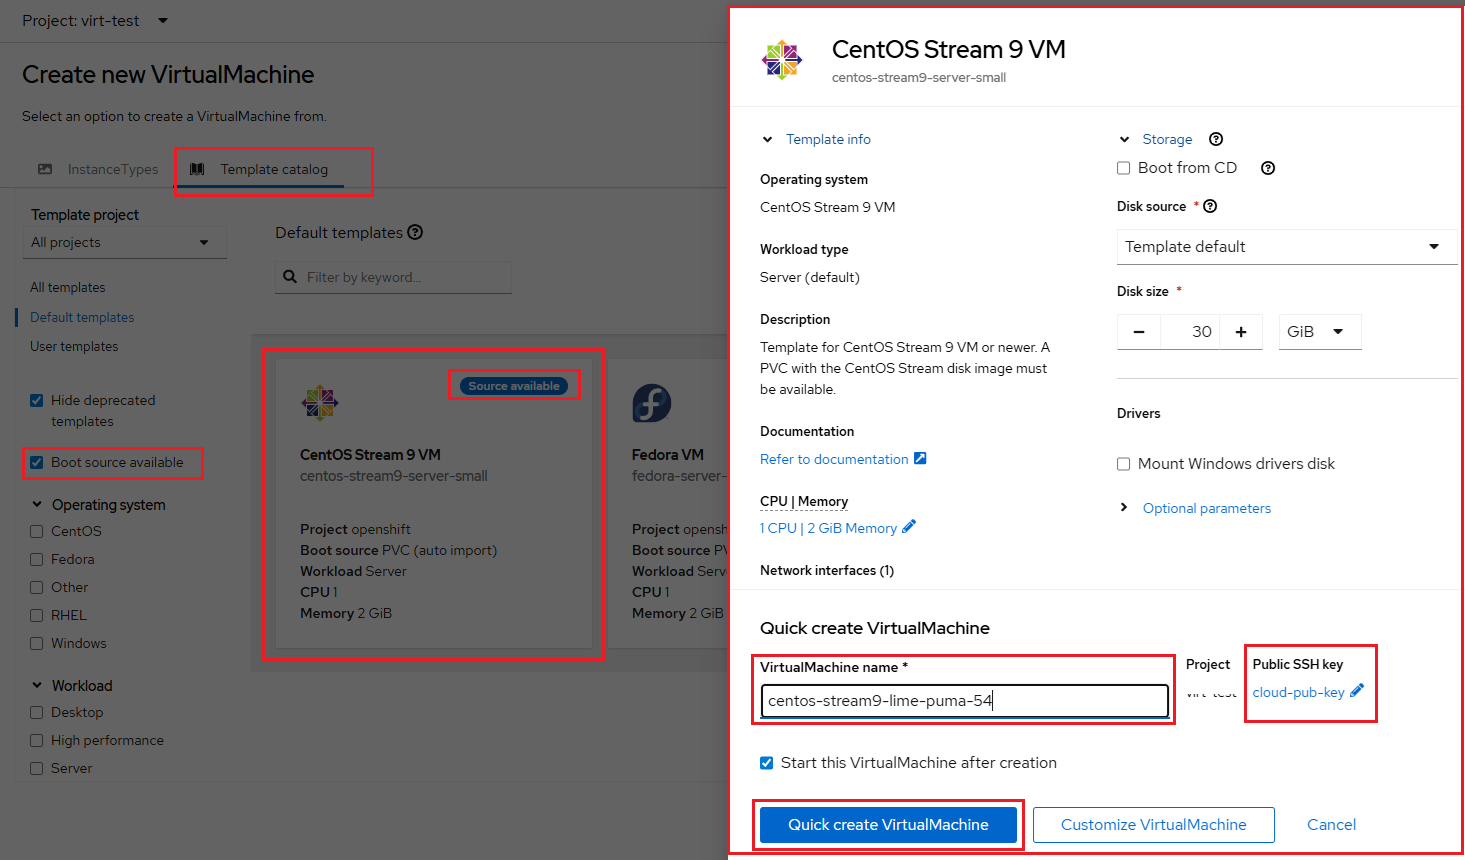 Project: virt-test
Create new VirtualMachine
Select an option to create a VirtualMachine from.
InstanceTypes
Template catalog
Template project
All projects
All templates
Default templates
User templates
Hide deprecated
templates
Boot source available
Operating system
CentOS
Fedora
Other
RHEL
Windows
Workload
Desktop
High performance
Server
Default templates
Filter by keyword...
Source available
CentOS Stream 9 VM
centos-stream9-server-small
Project openshift
Boot source PVC (auto import)
Workload Server
CPU 1
Memory 2 GiB
Fedora VM
fedora-server-
Project opensh
Boot source PV
Workload Serv
CPU 1
Memory 2 GiB
CentOS Stream 9 VM
centos-stream9-server-small
Template info
Operating system
CentOS Stream 9 VM
Workload type
Server (default)
Description
Template for CentOS Stream 9 VM or newer. A
PVC with the CentOS Stream disk image must
be available.
Documentation
Refer to documentation
CPU | Memory
1 CPU | 2 GiB Memory
Network interfaces (1)
Storage
Boot from CD
Disk source *
Template default
Disk size *
30
GiB
Drivers
Mount Windows drivers disk
Optional parameters
Quick create VirtualMachine
VirtualMachine name *
centos-stream9-lime-puma-54
Project
virt-test
Public SSH key
cloud-pub-key
Start this VirtualMachine after creation
Quick create VirtualMachine
Customize VirtualMachine
Cancel